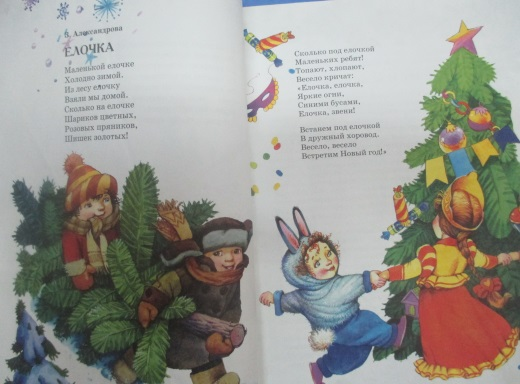 З. Александрова
ЕЛОЧКА
Маленькой елочке
Холодно зимой.
Из лесу елочку
Взяли мы домой.
Сколько на елке
Шариков цветных,
Розовых пряников,
Шишек золотых!
Сколько под елкой
Маленьких ребят!
Топают, хлопают,
Весело кричат:
«Елочка, елочка,
Яркие огни,
Синими бусами,
Елочка, звени!
Встанем под елочкой
В дружный хоровод.
Весело, весело
Встретим Новый год!»